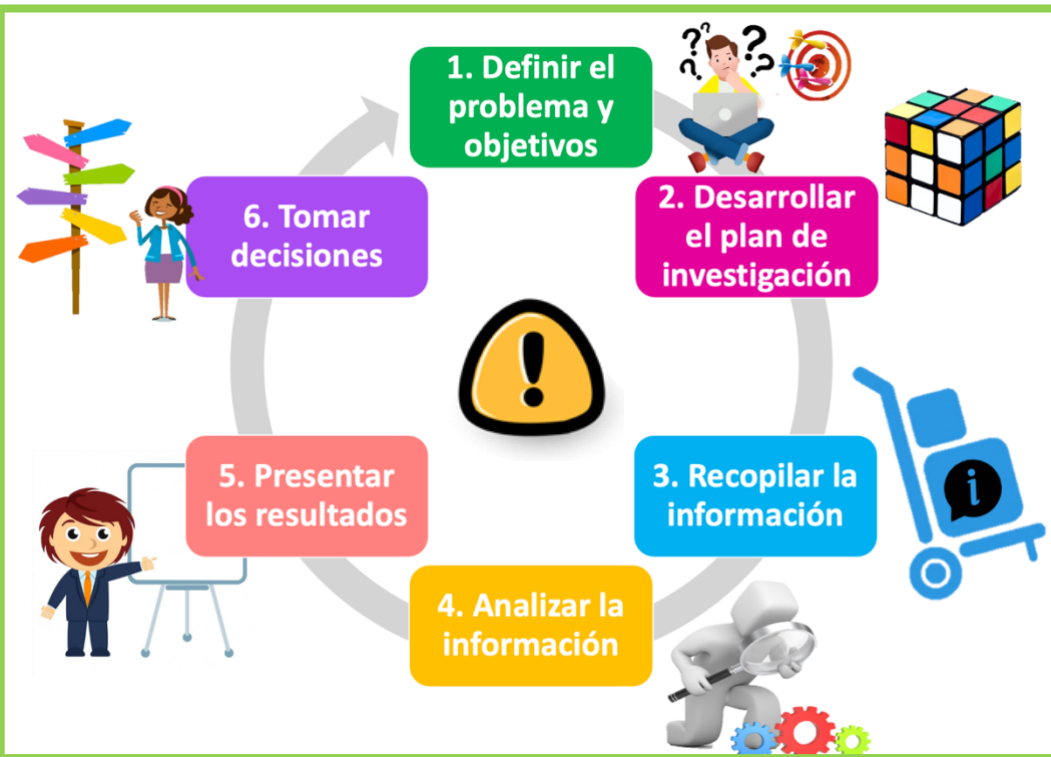 1. Definir el
problema y
objetivos
2. Desarrollar
el plan de
investigación
3. Recopilar la
información
4. Analizar la
información
5. Presentar
los resultados
6. Tomar
decisiones
? ? ? ?
!
i